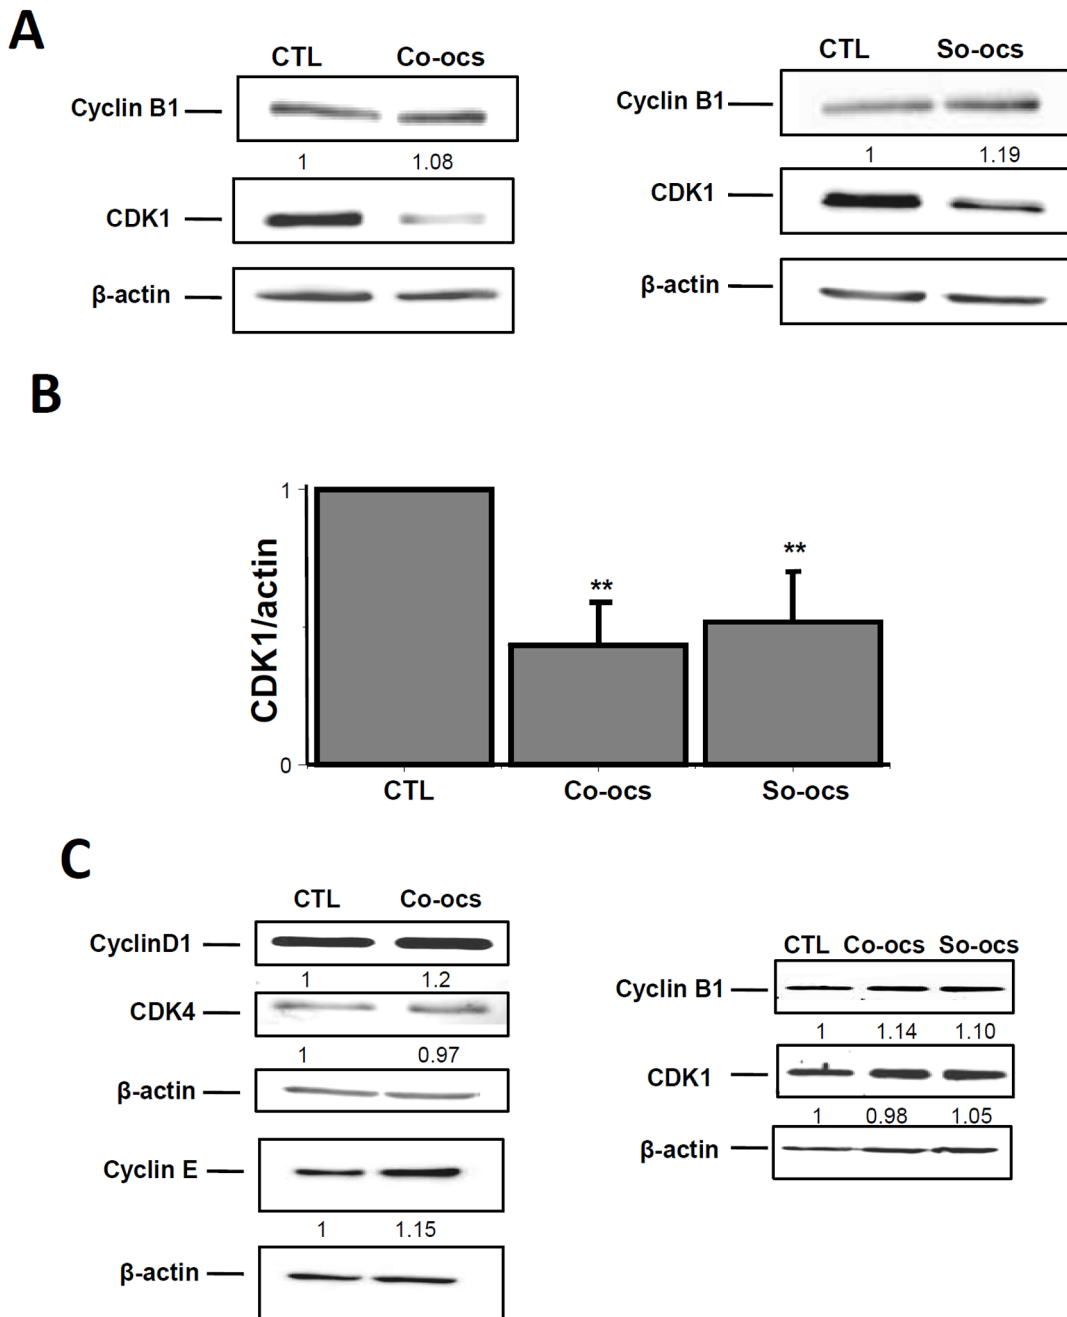 A
CTL Co-ocs
Cyclin B1
1 1.08
CDK1
β-actin
CTL So-ocs
Cyclin B1
1 1.19
CDK1
β-actin
B
CDK1/actin
1
0
**
**
CTL Co-ocs So-ocs
C
CTL Co-ocs
CyclinD1
1 1.2
CDK4
1 0.97
β-actin
Cyclin E
1 1.15
β-actin
CTL Co-ocs So-ocs
Cyclin B1
1 1.14 1.10
CDK1
1 0.98 1.05
β-actin